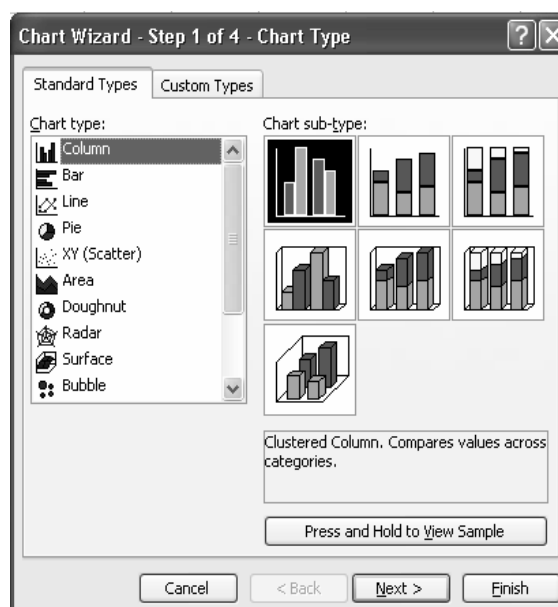 Chart Wizard - Step 1 of 4 - Chart Type
Standard Types
Custom Types
Chart type:
Column
Bar
Line
Pie
XY (Scatter)
Area
Doughnut
Radar
Surface
Bubble
Chart sub-type:
Clustered Column. Compares values across
categories.
Press and Hold to View Sample
Cancel
< Back
Next >
Finish